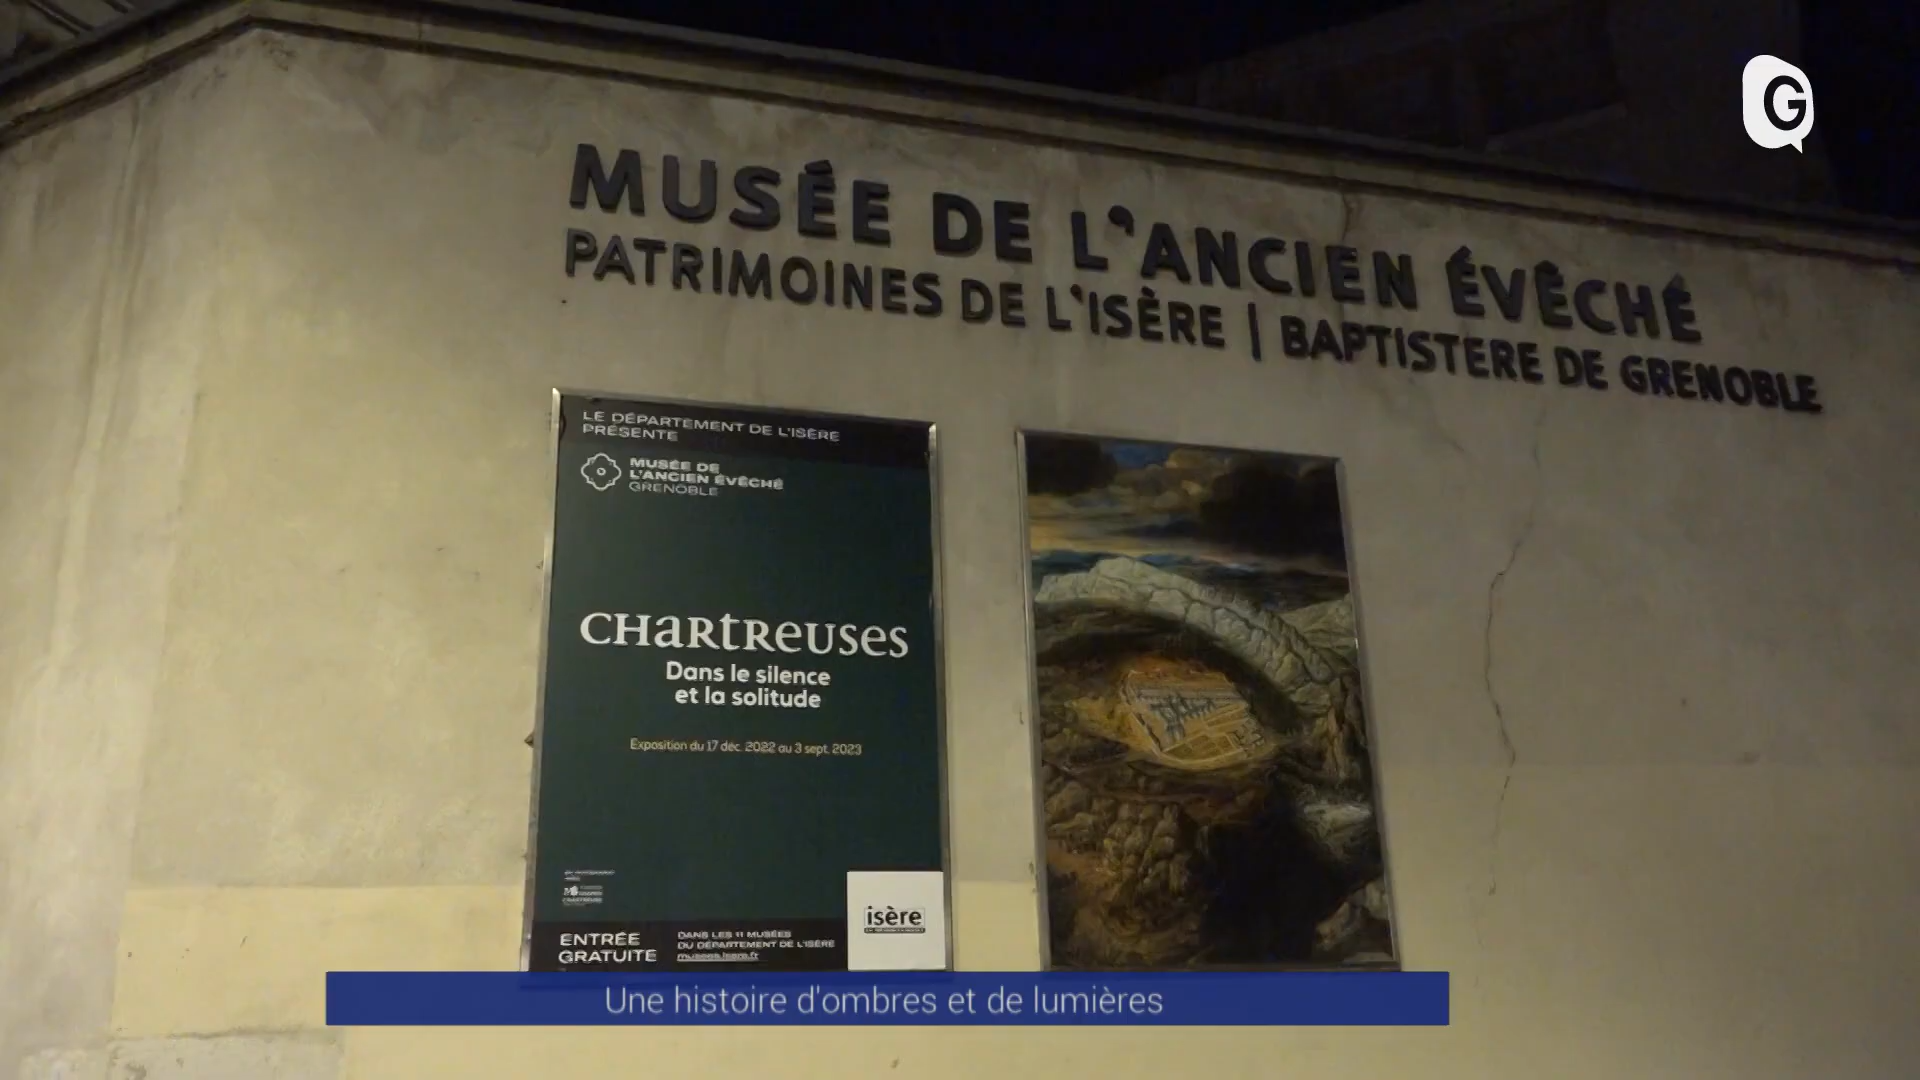 G
MUSÉE DE L'ANCIEN ÉVÊCHÉ
PATRIMOINES DE L'ISÈRE | BAPTISTERE DE GRENOBLE
LE DÉPARTEMENT DE L'ISÈRE
PRÉSENTE
MUSÉE DE
L'ANCIEN ÉVÊCHÉ
GRENOBLE
CHARTREUSES
Dans le silence
et la solitude
Exposition du 17 déc. 2022 au 3 sept. 2023
ENTRÉE
GRATUITE
DANS LES 11 MUSÉES
DU DÉPARTEMENT DE L'ISÈRE
musees.isere.fr
isère
Une histoire d'ombres et de lumières